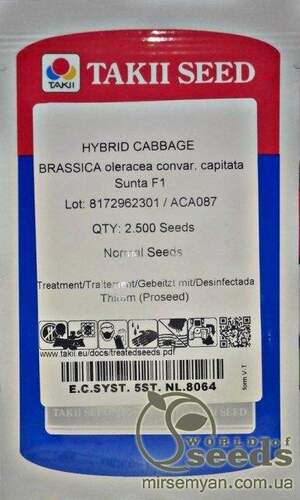 TAKII
TAKII SEED
HYBRID CABBAGE
BRASSICA oleracea convar. capitata
Sunta F1
Lot: 8172962301 / ACA087
QTY: 2.500 Seeds
Normal Seeds
Treatment/Traitement/Gebeitzt mit/Desinfectada
Thiram (Proseed)
www.takii.eu/docs/treatedseeds.pdf
form V-T
E.C.SYST. 5ST. NL.8064
WORLD of
seeds
mirsemyan.com.ua